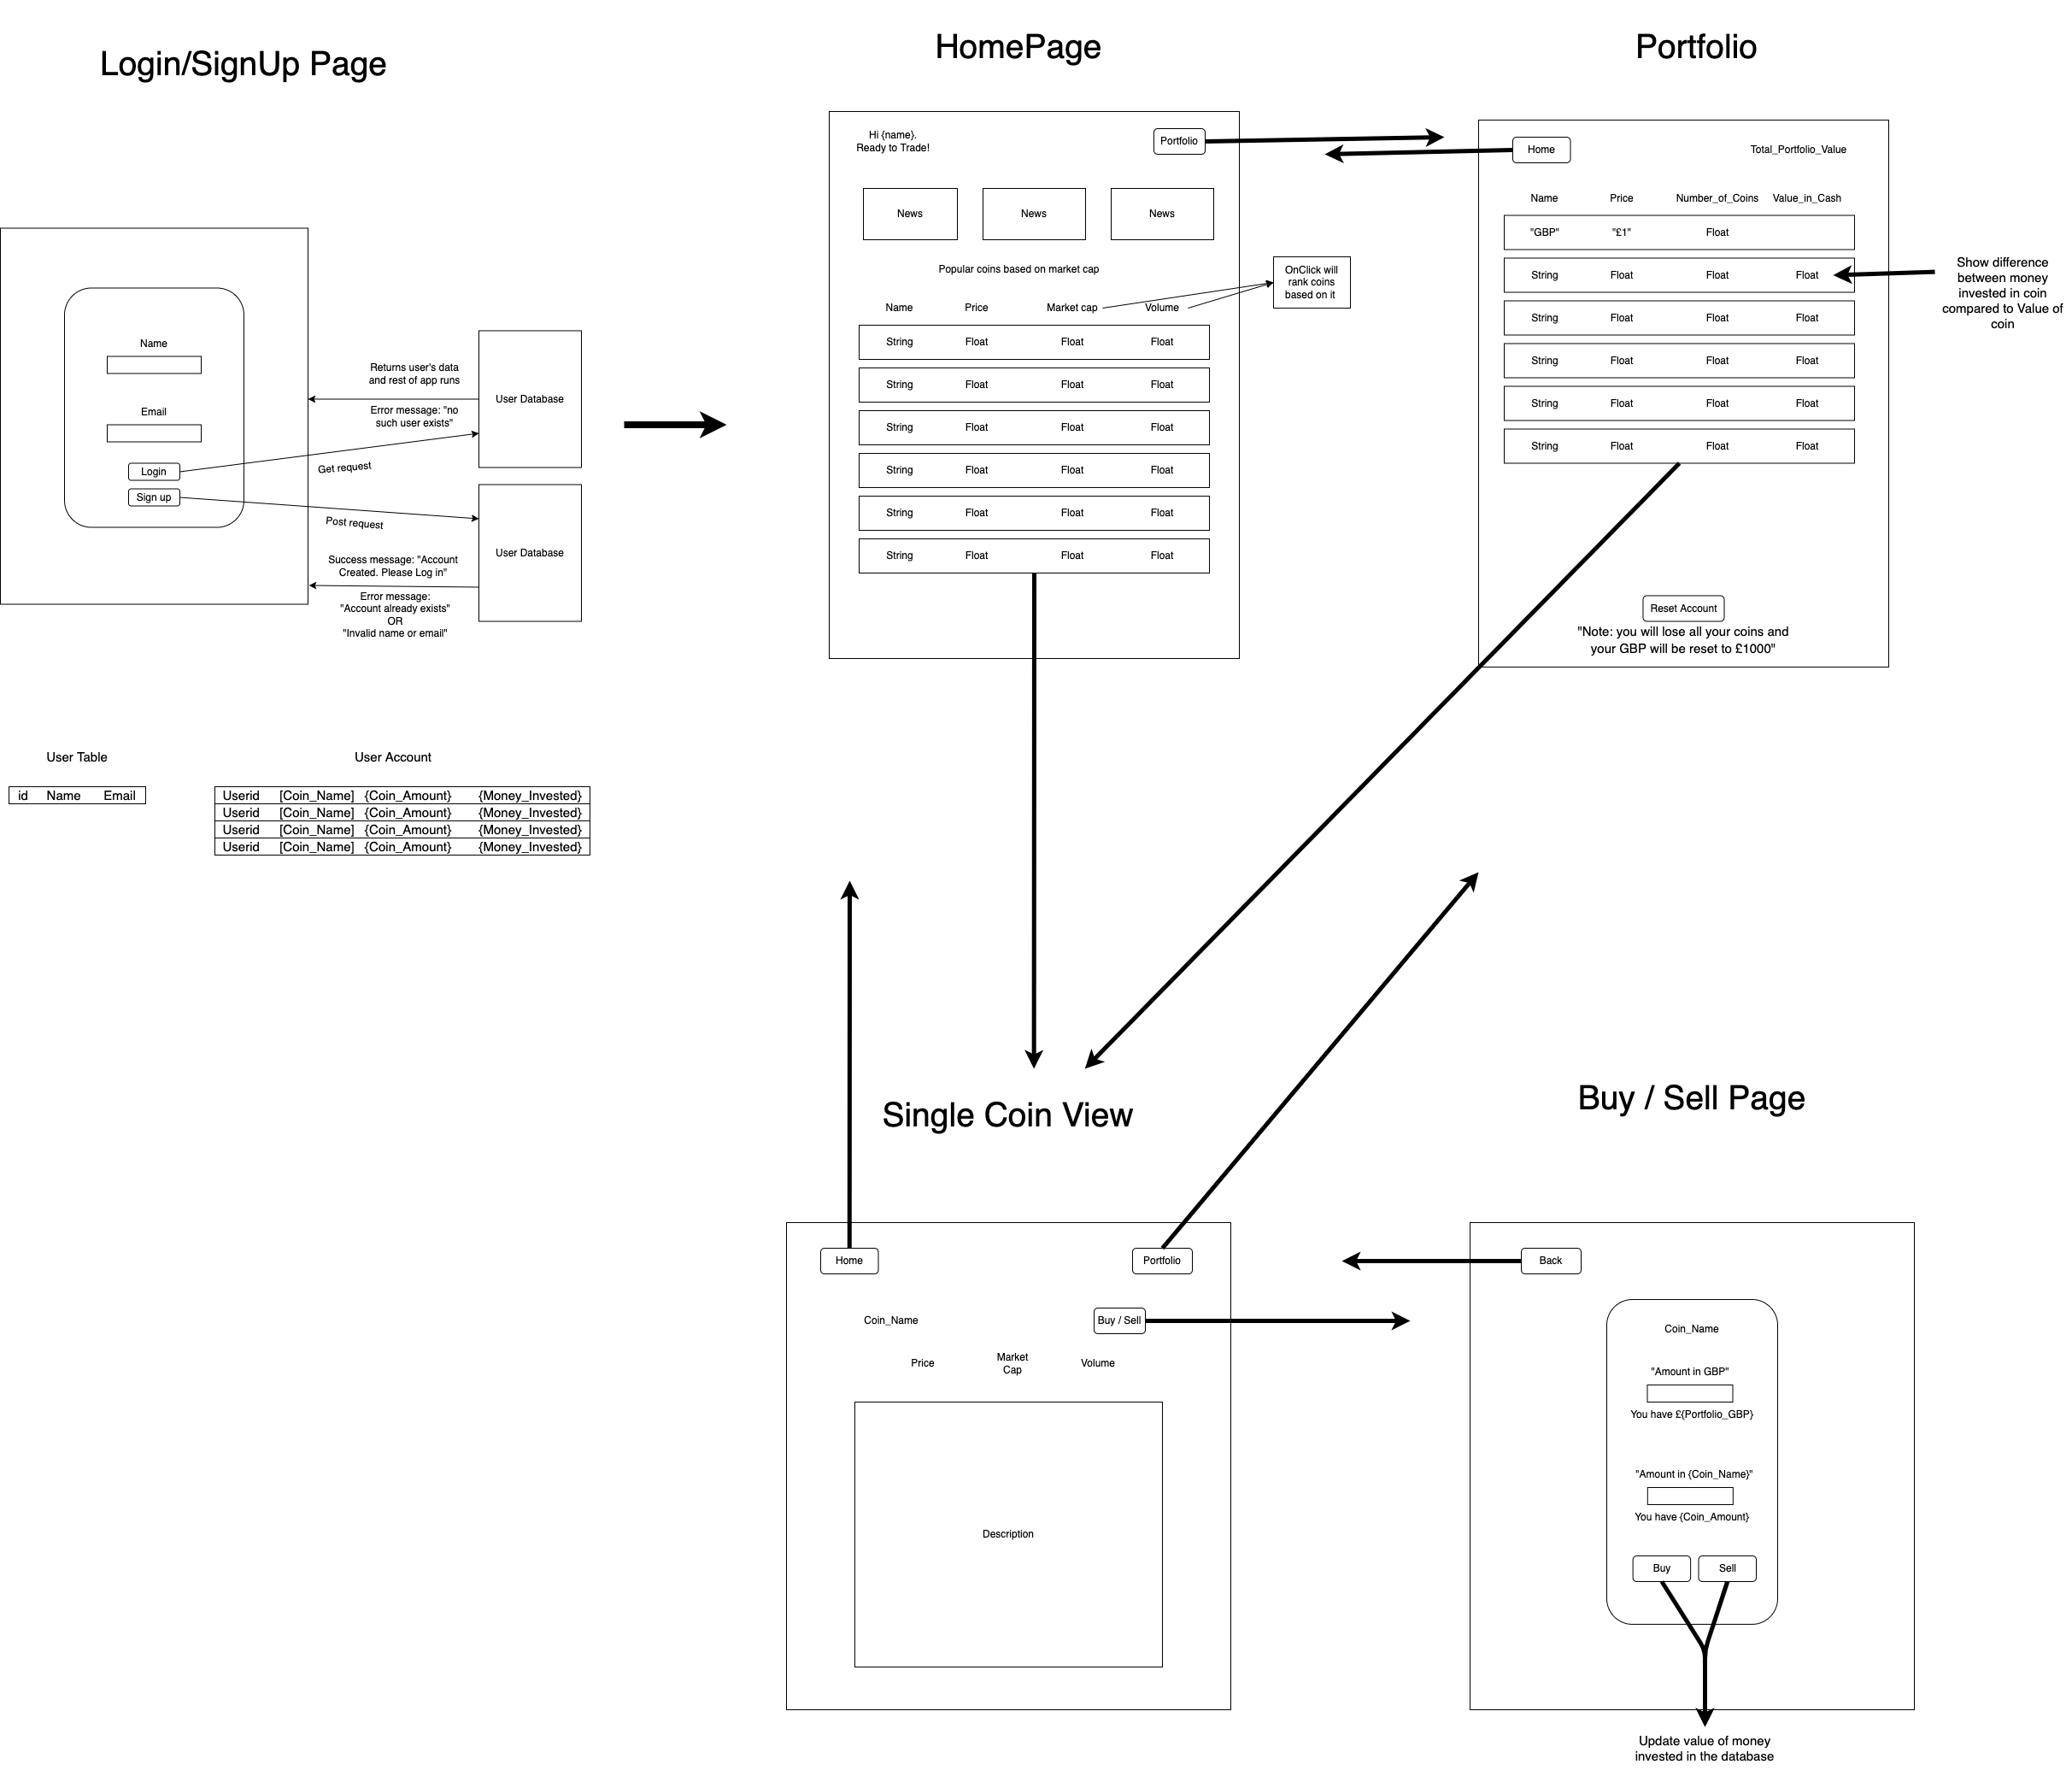 Login/SignUp Page
Name
Email
Login
Sign up
Returns user's data
and rest of app runs
Error message: "no
such user exists"
Get request
User Database
Post request
User Database
Success message: "Account
Created. Please Log in"
Error message:
"Account already exists"
OR
"Invalid name or email"
User Table
id Name Email
User Account
Userid [Coin_Name] {Coin_Amount} {Money_Invested}
Userid [Coin_Name] {Coin_Amount} {Money_Invested}
Userid [Coin_Name] {Coin_Amount} {Money_Invested}
Userid [Coin_Name] {Coin_Amount} {Money_Invested}
HomePage
Hi {name}.
Ready to Trade!
Portfolio
News News News
Popular coins based on market cap
OnClick will
rank coins
based on it
Name Price Market cap Volume
String Float Float Float
String Float Float Float
String Float Float Float
String Float Float Float
String Float Float Float
String Float Float Float
Portfolio
Home Total_Portfolio_Value
Name Price Number_of_Coins Value_in_Cash
"GBP" "£1" Float
String Float Float Float
String Float Float Float
String Float Float Float
String Float Float Float
String Float Float Float
Show difference
between money
invested in coin
compared to Value of
coin
Reset Account
"Note: you will lose all your coins and
your GBP will be reset to £1000"
Single Coin View
Home Portfolio
Coin_Name Buy / Sell
Price Market
Cap Volume
Description
Buy / Sell Page
Back
Coin_Name
"Amount in GBP"
You have £{Portfolio_GBP}
"Amount in {Coin_Name}"
You have {Coin_Amount}
Buy Sell
Update value of money
invested in the database